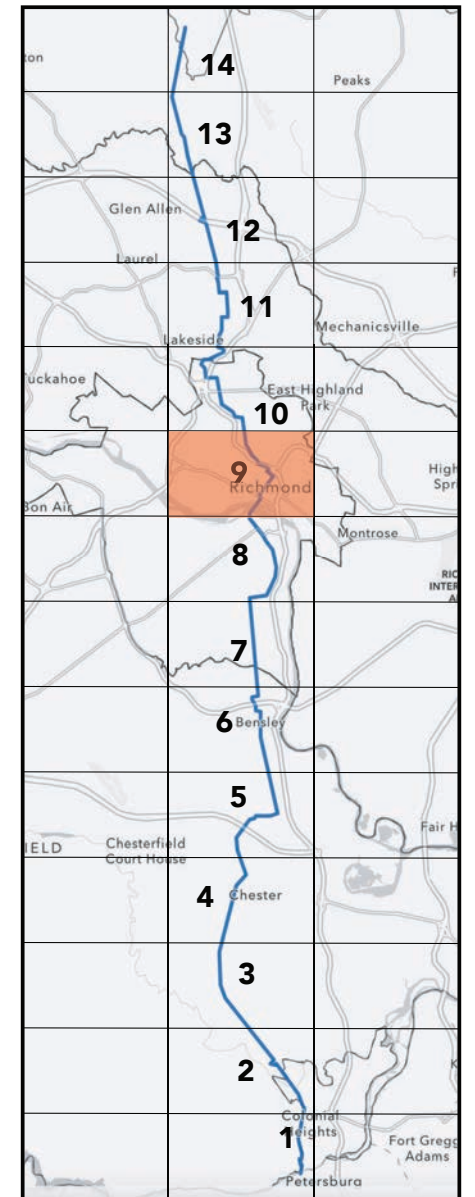 ton
14
Peaks
13
Glen Allen
12
Laurel
11
Mechanicsville
Lakeside
uckahoe
East Highland
Park
10
9
High
Richmond
Spri
Bon Air
Montrose
8
RIC
INTER
A
7
6
Bensley
5
Fair H
IELD
Chesterfield
Court House
4
Chester
3
2
K
Colonial
Heights
1
Fort Gregg
Adams
Petersburg